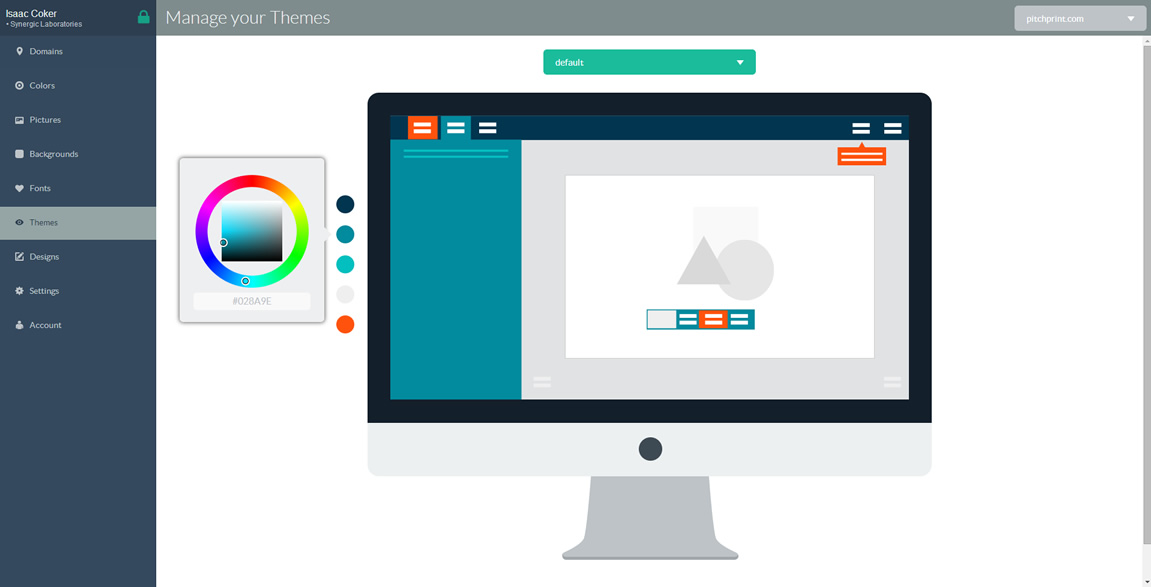 Isaac Coker
• Synergic Laboratories
Manage your Themes
pitchprint.com
Domains
Colors
Pictures
Backgrounds
Fonts
Themes
Designs
Settings
Account
default
#028A9E